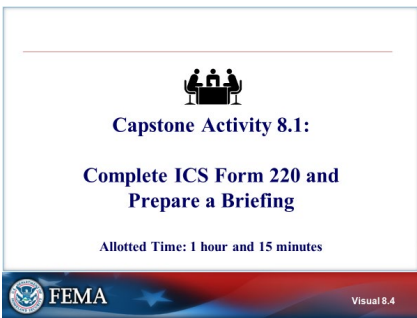 Capstone Activity 8.1:
Complete ICS Form 220 and
Prepare a Briefing
Allotted Time: 1 hour and 15 minutes
FEMA
Visual 8.4